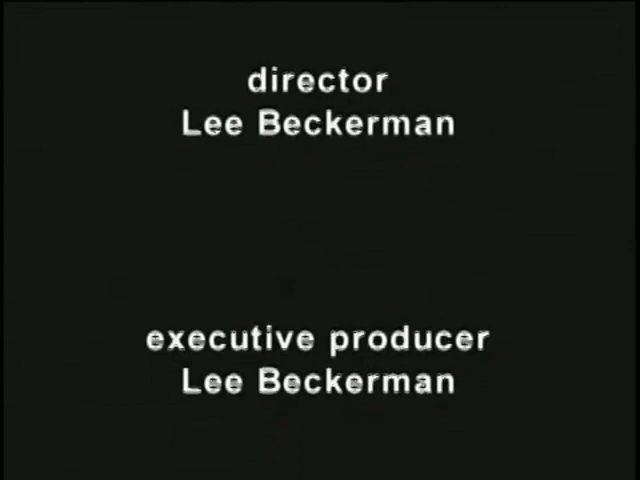 director
Lee Beckerman
executive producer
Lee Beckerman